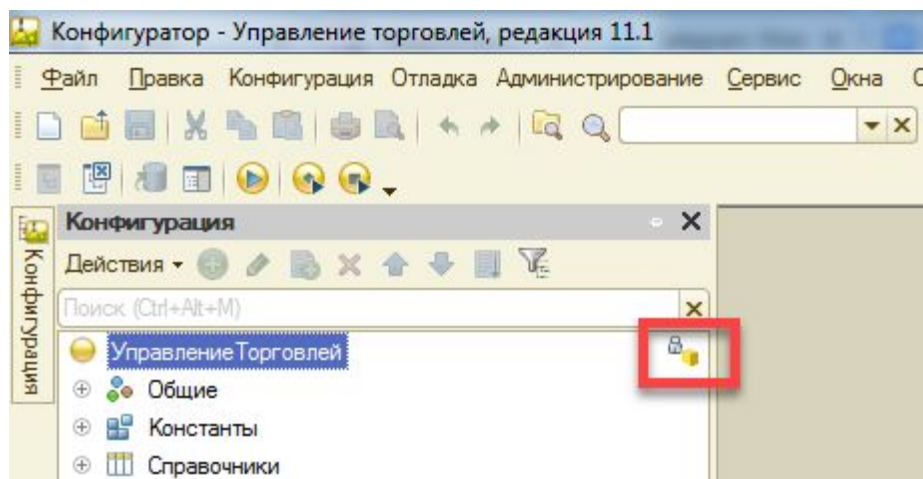 Конфигуратор - Управление торговлей, редакция 11.1
Файл Правка Конфигурация Отладка Администрирование Сервис Окна
Конфигурация
Конфигурация
Действия
Поиск (Ctrl+Alt+M)
УправлениеТорговлей
Общие
Константы
Справочники